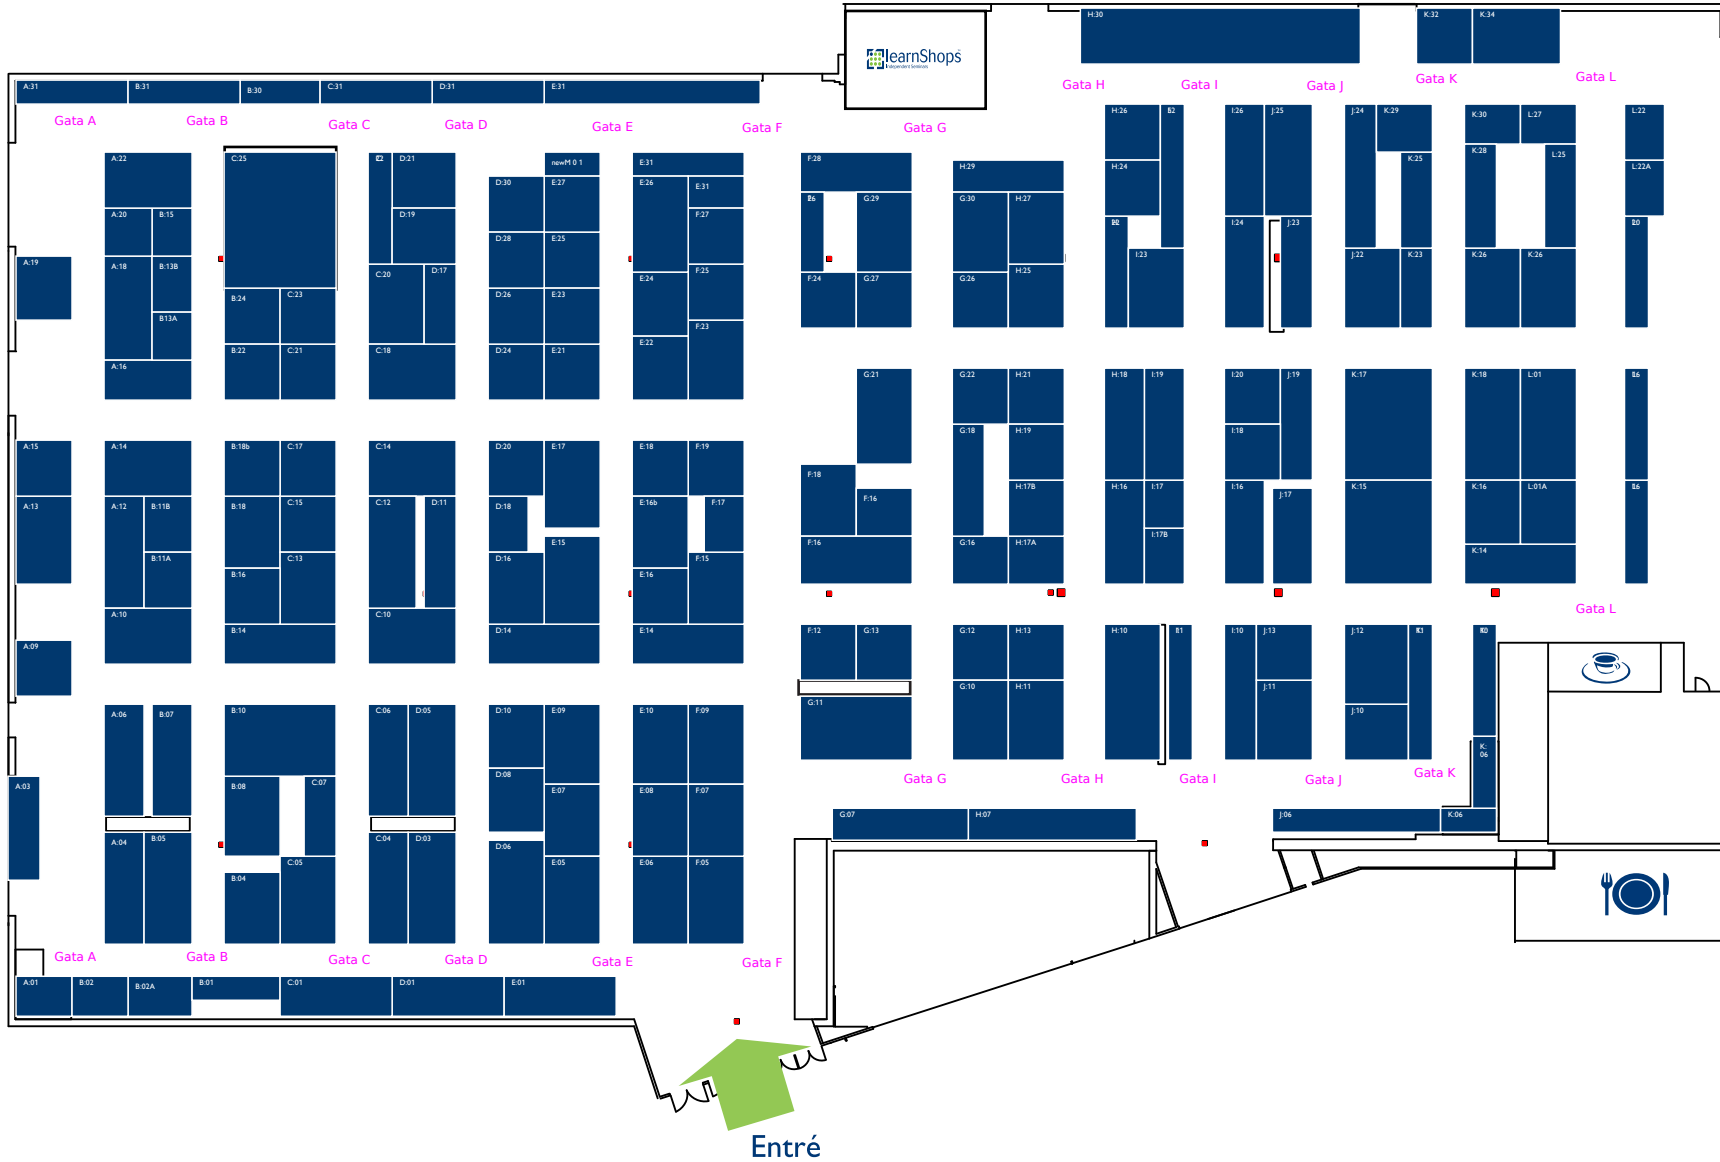 H:30
K:32
K:34
learnShops
Independent Seminars
Gata H
Gata I
Gata J
Gata K
Gata L
A:31
B:31
B:30
C:31
D:31
E:31
Gata A
Gata B
Gata C
Gata D
Gata E
Gata F
Gata G
H:26
I:26
J:25
J:24
K:29
K:30
L:27
L:22
A:22
C:25
D:21
newM 0 1
E:31
F:28
H:29
H:24
K:25
K:28
L:25
L:22A
D:30
E:27
E:26
E:31
G:29
G:30
H:27
A:20
B:15
D:19
F:27
I:24
J:23
A:19
A:18
B:13B
C:20
D:17
D:28
E:25
E:24
F:25
F:24
G:27
G:26
H:25
I:23
J:22
K:23
K:26
K:26
B:24
C:23
D:26
E:23
B13A
F:23
A:16
B:22
C:21
C:18
D:24
E:21
E:22
G:21
G:22
H:21
H:18
I:19
I:20
J:19
K:17
K:18
L:01
A:15
A:14
B:18b
C:17
C:14
D:20
E:17
E:18
F:19
F:18
G:18
H:19
I:18
A:13
A:12
B:11B
B:18
C:15
C:12
D:11
D:18
E:16b
F:17
F:16
H:17B
H:16
I:17
I:16
J:17
K:15
K:16
L:01A
B:11A
B:16
C:13
D:16
E:15
E:16
F:15
F:16
G:16
H:17A
I:17B
K:14
A:10
B:14
C:10
D:14
E:14
F:12
G:13
G:12
H:13
H:10
I:10
J:13
J:12
Gata L
A:09
G:11
G:10
H:11
J:11
J:10
A:06
B:07
B:10
C:06
D:05
D:10
E:09
E:10
F:09
K:
06
A:03
B:08
C:07
D:08
E:07
E:08
F:07
Gata G
Gata H
Gata I
Gata J
Gata K
G:07
H:07
J:06
K:06
A:04
B:05
B:04
C:05
C:04
D:03
D:06
E:05
E:06
F:05
Gata A
Gata B
Gata C
Gata D
Gata E
Gata F
A:01
B:02
B:02A
B:01
C:01
D:01
E:01
Entré